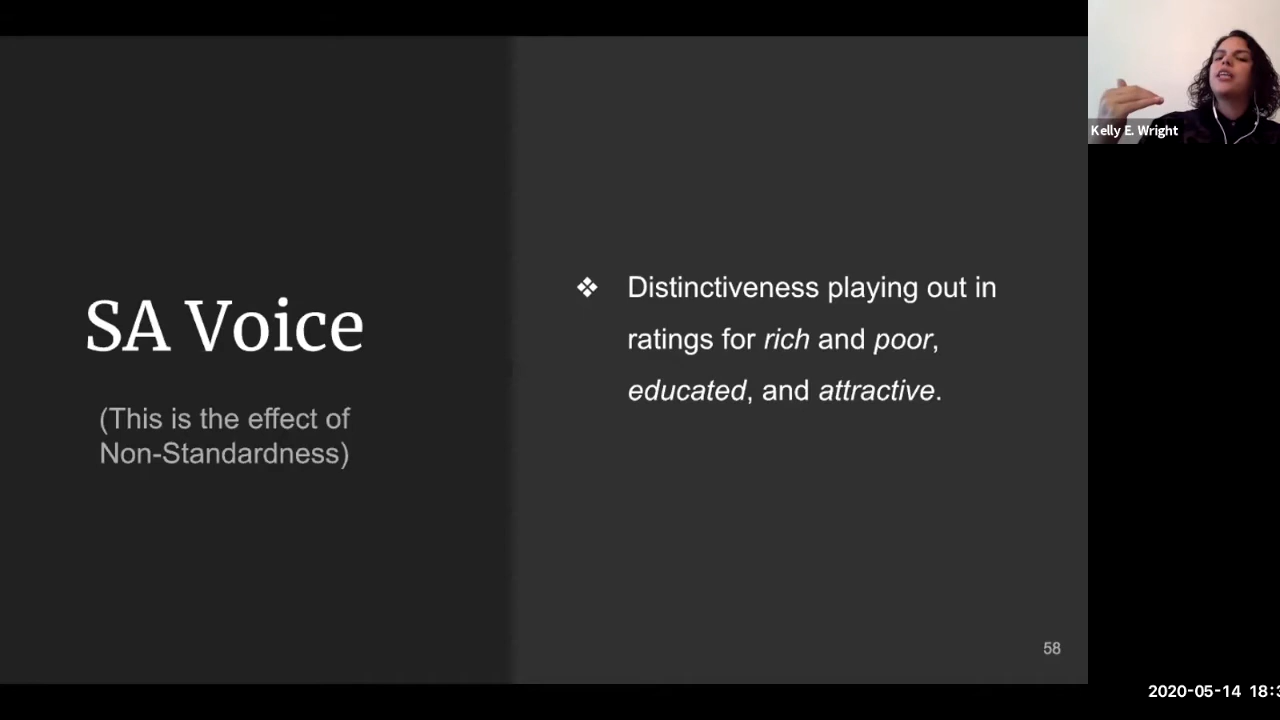 Kelly E. Wright
SA Voice
(This is the effect of
Non-Standardness)
❖ Distinctiveness playing out in
ratings for rich and poor,
educated, and attractive.
58
2020-05-14 18:3